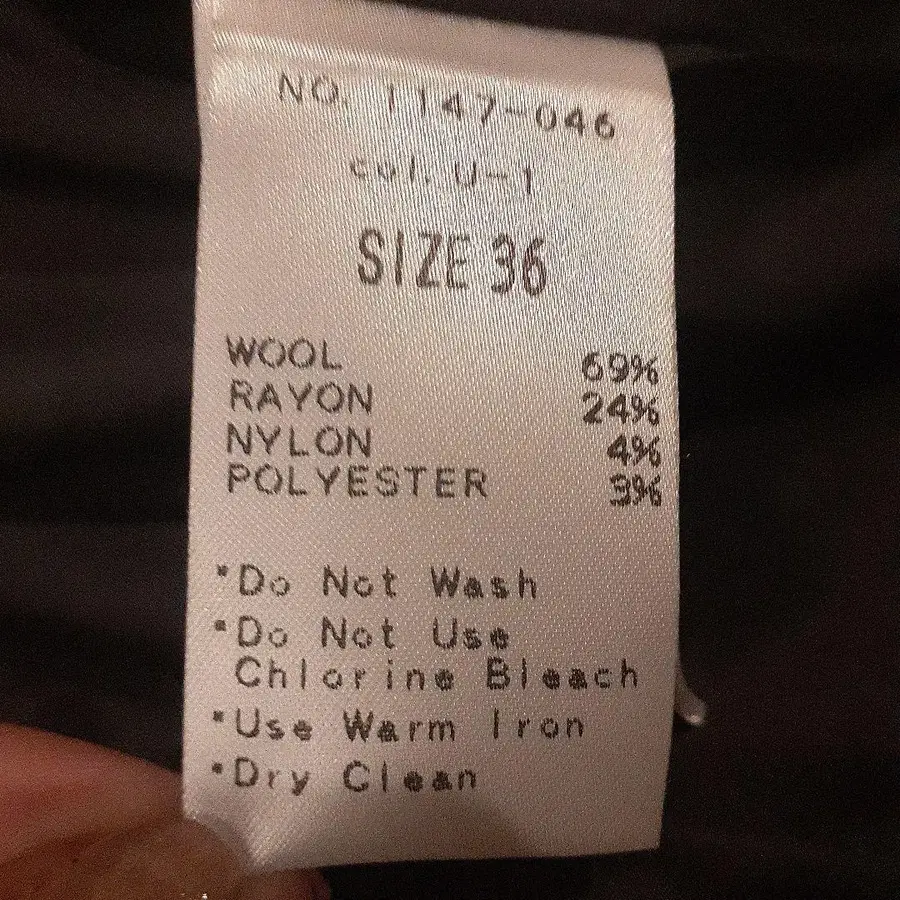 NO. 1147-046
col. U-1
SIZE 36
WOOL 69%
RAYON 24%
NYLON 4%
POLYESTER 3%
*Do Not Wash
*Do Not Use
Chlorine Bleach
*Use Warm Iron
*Dry Clean